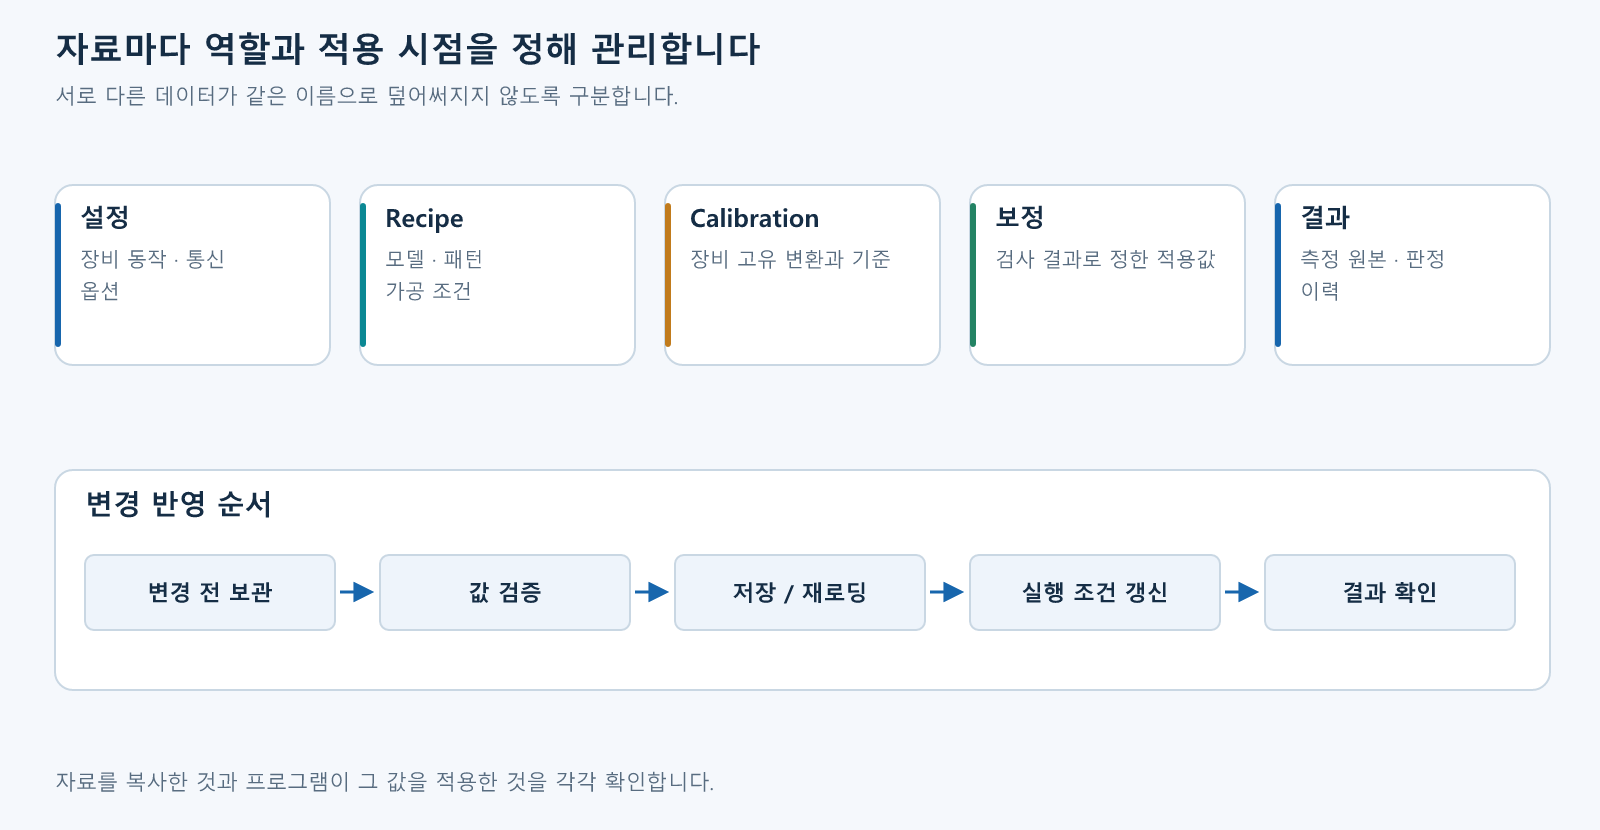 자료마다 역할과 적용 시점을 정해 관리합니다
서로 다른 데이터가 같은 이름으로 덮어써지지 않도록 구분합니다.
설정
장비 동작 · 통신
옵션
Recipe
모델 · 패턴
가공 조건
Calibration
장비 고유 변환과 기준
보정
검사 결과로 정한 적용값
결과
측정 원본 · 판정
이력
변경 반영 순서
변경 전 보관
값 검증
저장 / 재로딩
실행 조건 갱신
결과 확인
자료를 복사한 것과 프로그램이 그 값을 적용한 것을 각각 확인합니다.